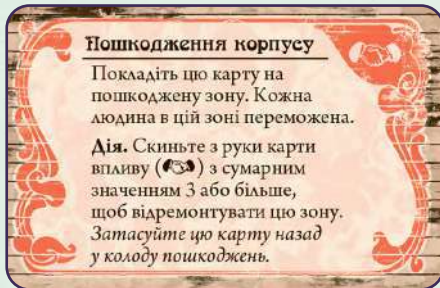 Пошкодження корпусу
Покладіть цю карту на
пошкоджену зону. Кожна
людина в цій зоні переможена.
Дія. Скиньте з руки карти
впливу () з сумарним
значенням 3 або більше,
щоб відремонтувати цю зону.
Затасуйте цю карту назад
у колоду пошкоджень.